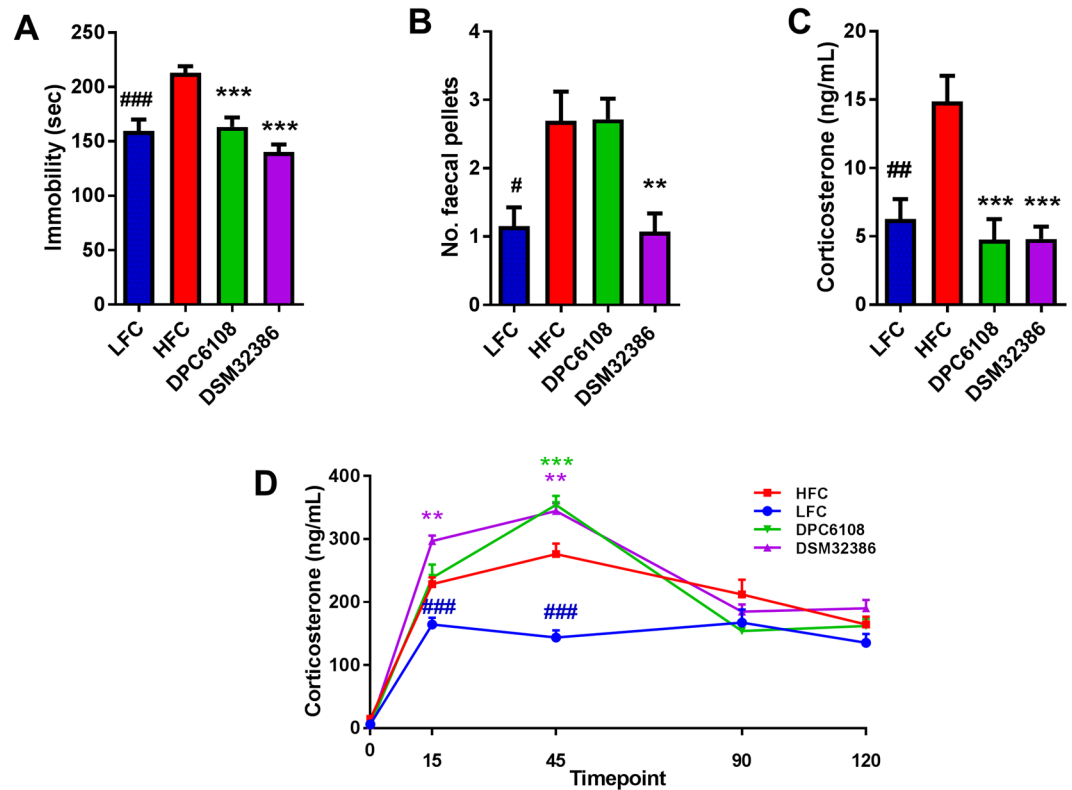 A
Immobility (sec)
250
200
150
100
50
0
###
***
***
LFC
HFC
DPC6108
DSM32386
B
No. faecal pellets
4
3
2
1
0
#
**
LFC
HFC
DPC6108
DSM32386
C
Corticosterone (ng/mL)
20
15
10
5
0
##
***
***
LFC
HFC
DPC6108
DSM32386
D
Corticosterone (ng/mL)
400
300
200
100
0
**
***
**
###
###
HFC
LFC
DPC6108
DSM32386
0
15
45
90
120
Timepoint